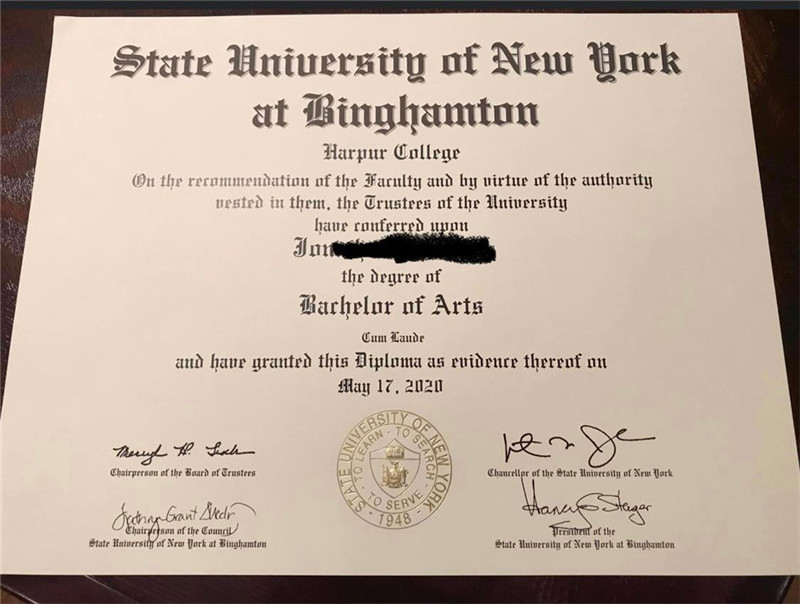 State University of New York
at Binghamton
Harpur College
On the recommendation of the Faculty and by virtue of the authority
vested in them, the Trustees of the University
have conferred upon
the degree of
Bachelor of Arts
Cum Laude
and have granted this Diploma as evidence thereof on
May 17, 2020
Chairperson of the Board of Trustees
Chancellor of the State University of New York
STATE UNIVERSITY OF NEW YORK
TO LEARN - TO SEARCH - TO SERVE
1948
Chairperson of the Council
State University of New York at Binghamton
President of the
State University of New York at Binghamton